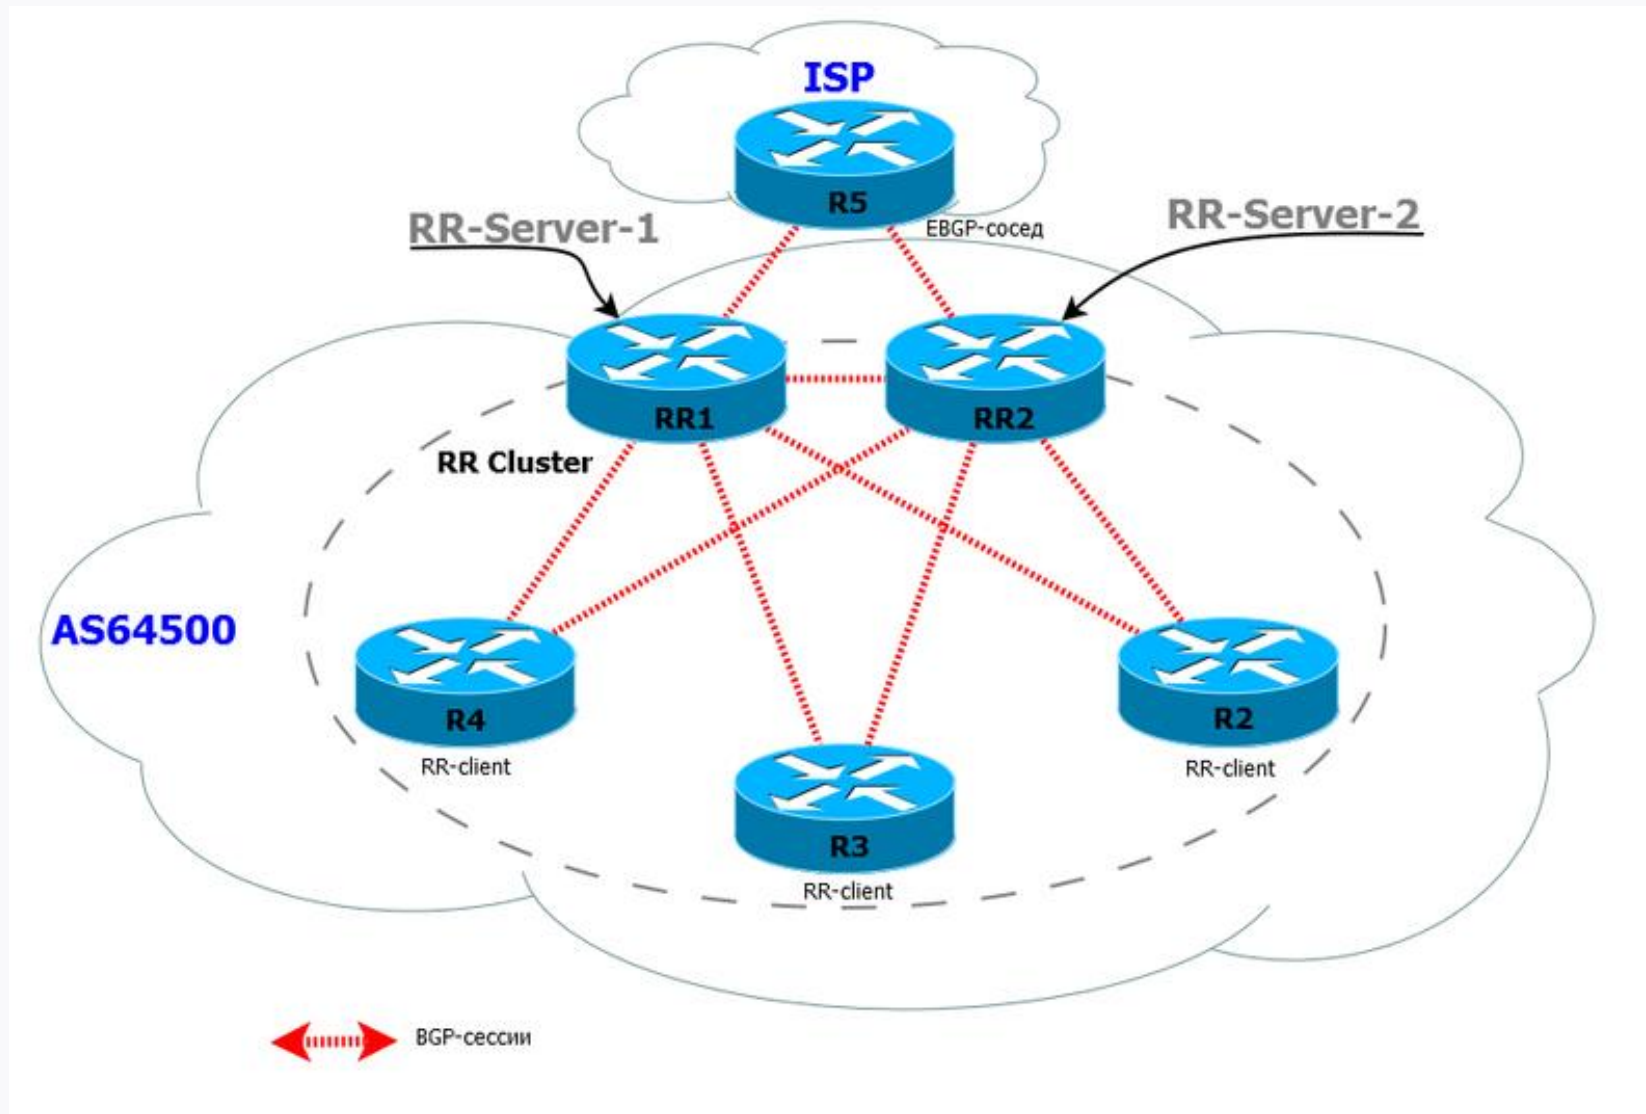 ISP
R5
EBGP-сосед
RR-Server-1
RR-Server-2
RR1
RR2
RR Cluster
AS64500
R4
RR-client
R2
RR-client
R3
RR-client
BGP-сессии